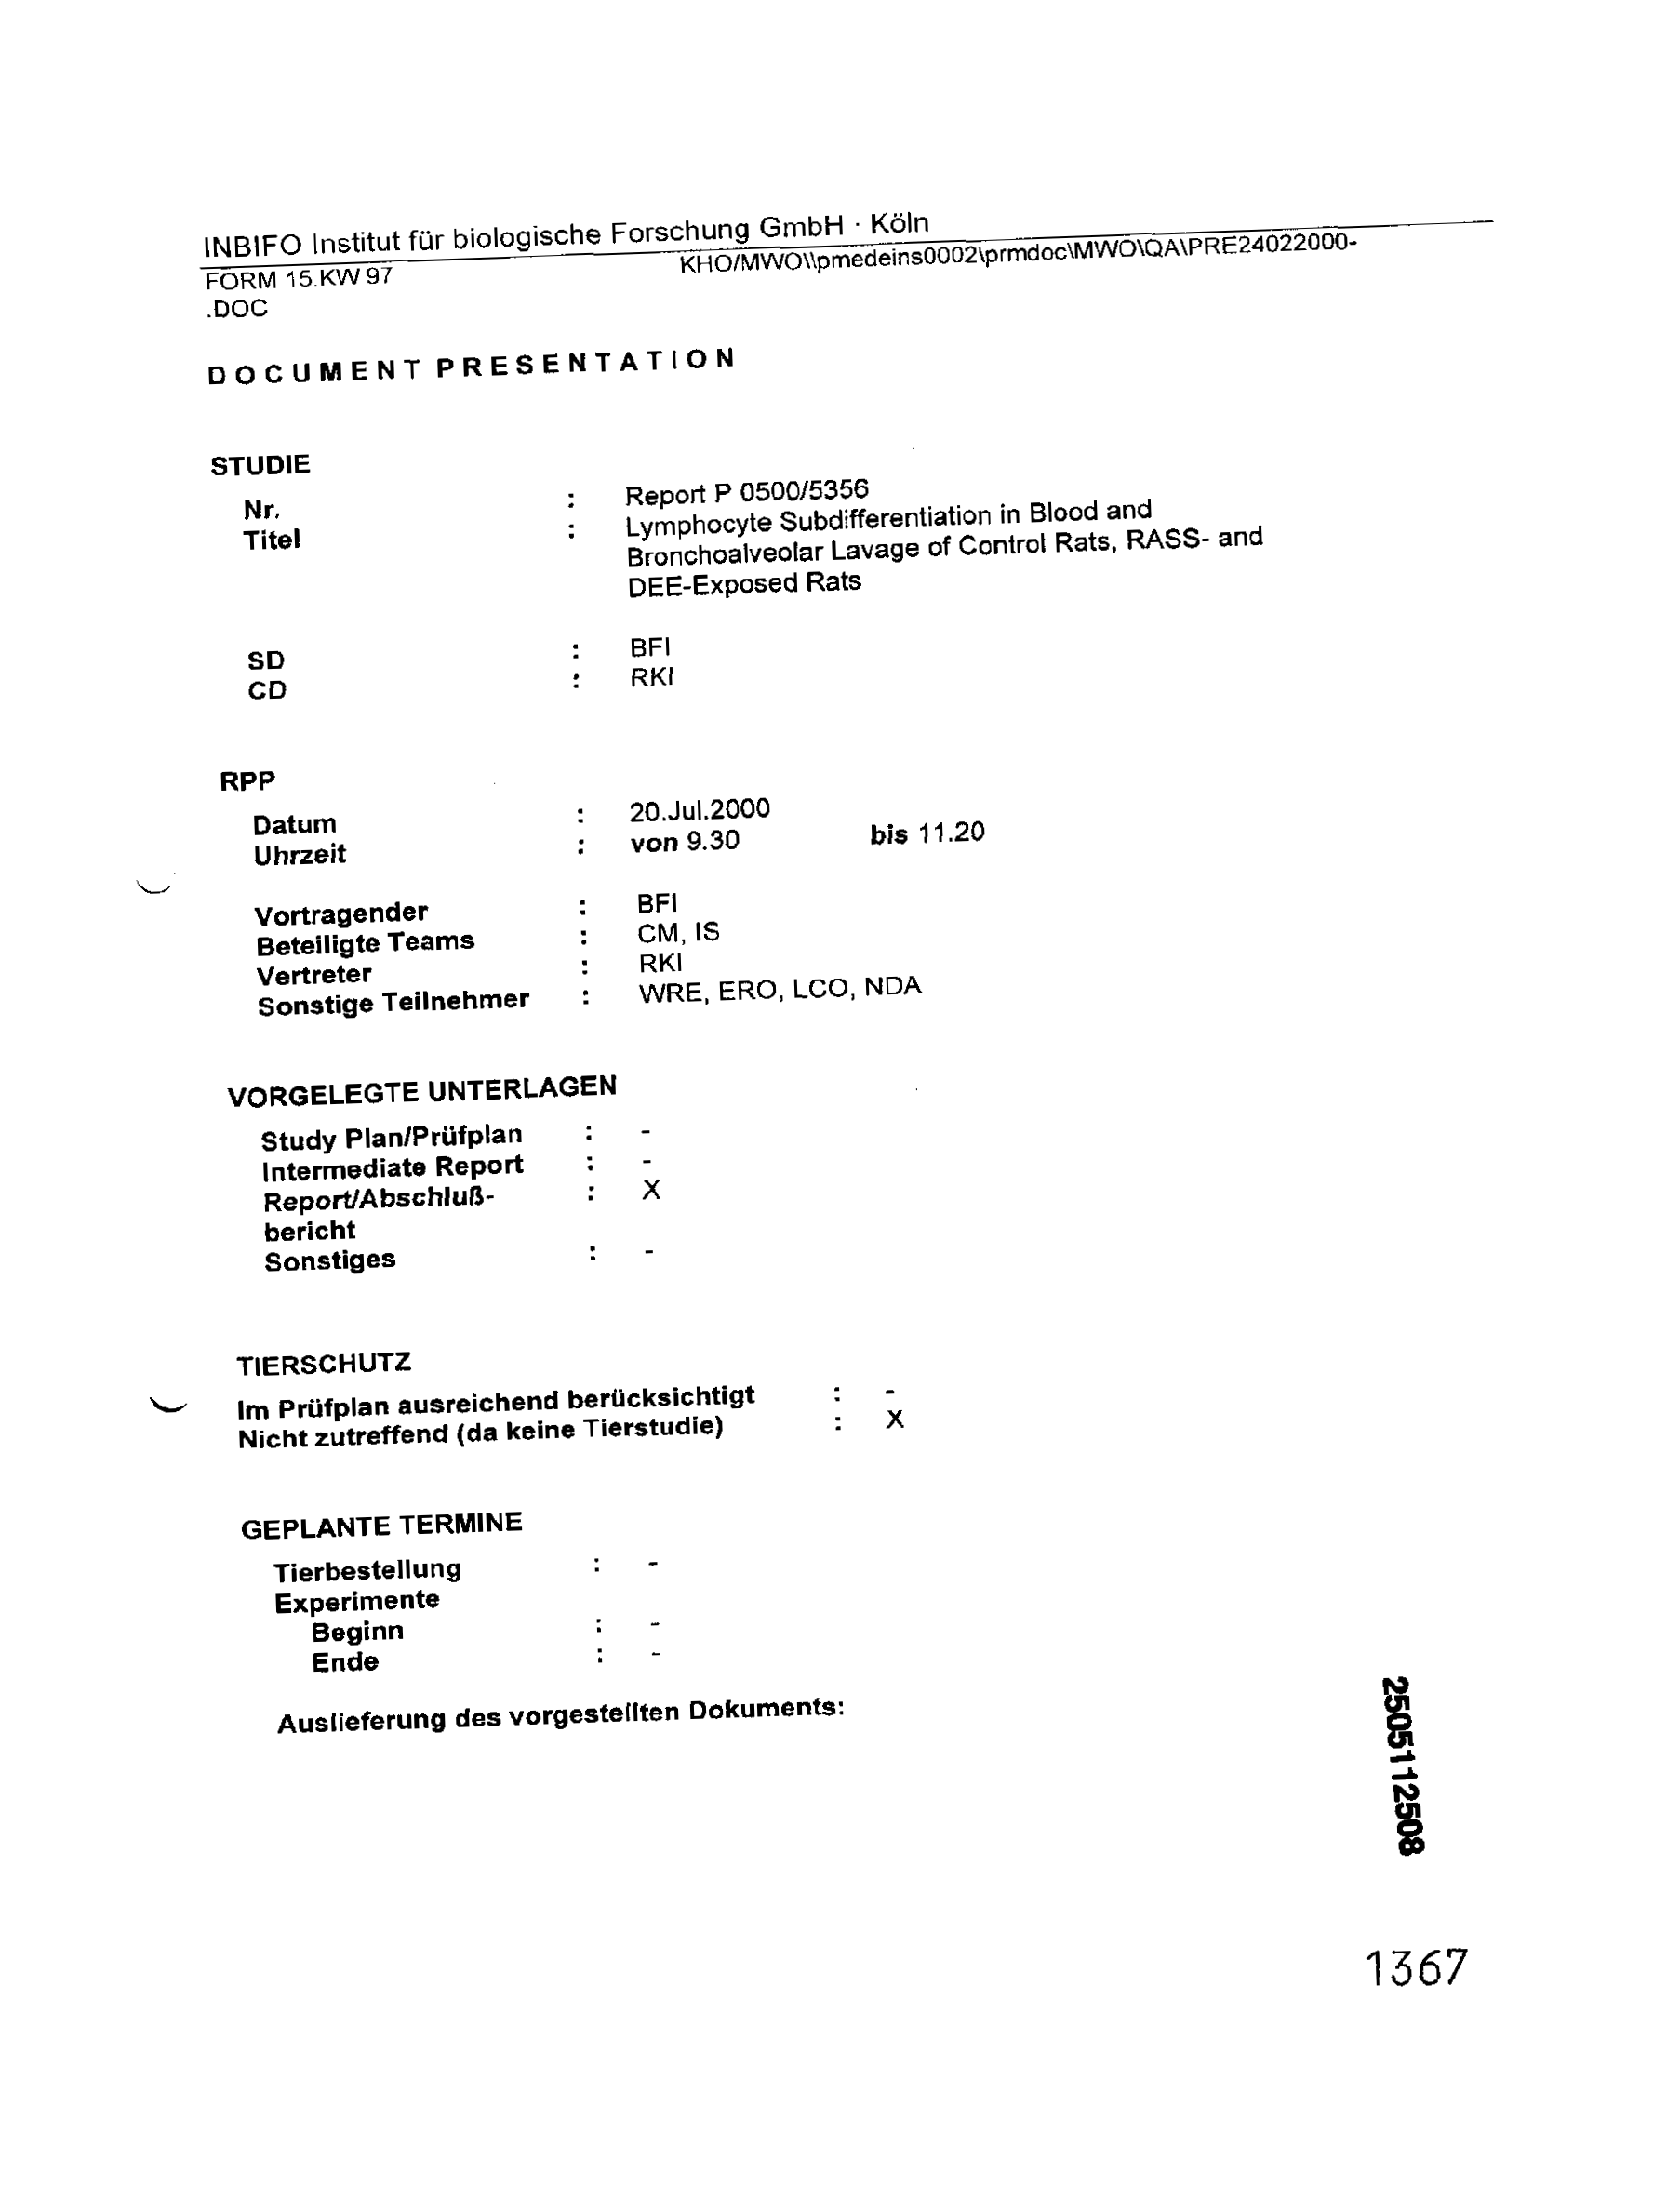 INBIFO Institut für biologische Forschung GmbH · Köln
FORM 15.KW 97 KHO/MWO\\pmedeins0002\prmdoc\MWO\QA\PRE24022000-
.DOC
DOCUMENT PRESENTATION
STUDIE
Nr. : Report P 0500/5356
Titel : Lymphocyte Subdifferentiation in Blood and
Bronchoalveolar Lavage of Control Rats, RASS- and
DEE-Exposed Rats
SD : BFI
CD : RKI
RPP
Datum : 20.Jul.2000
Uhrzeit : von 9.30 bis 11.20
Vortragender : BFI
Beteiligte Teams : CM, IS
Vertreter : RKI
Sonstige Teilnehmer : WRE, ERO, LCO, NDA
VORGELEGTE UNTERLAGEN
Study Plan/Prüfplan : -
Intermediate Report : -
Report/Abschluß- : X
bericht
Sonstiges : -
TIERSCHUTZ
Im Prüfplan ausreichend berücksichtigt : -
Nicht zutreffend (da keine Tierstudie) : X
GEPLANTE TERMINE
Tierbestellung : -
Experimente
Beginn : -
Ende : -
Auslieferung des vorgestellten Dokuments:
2505112508
1367